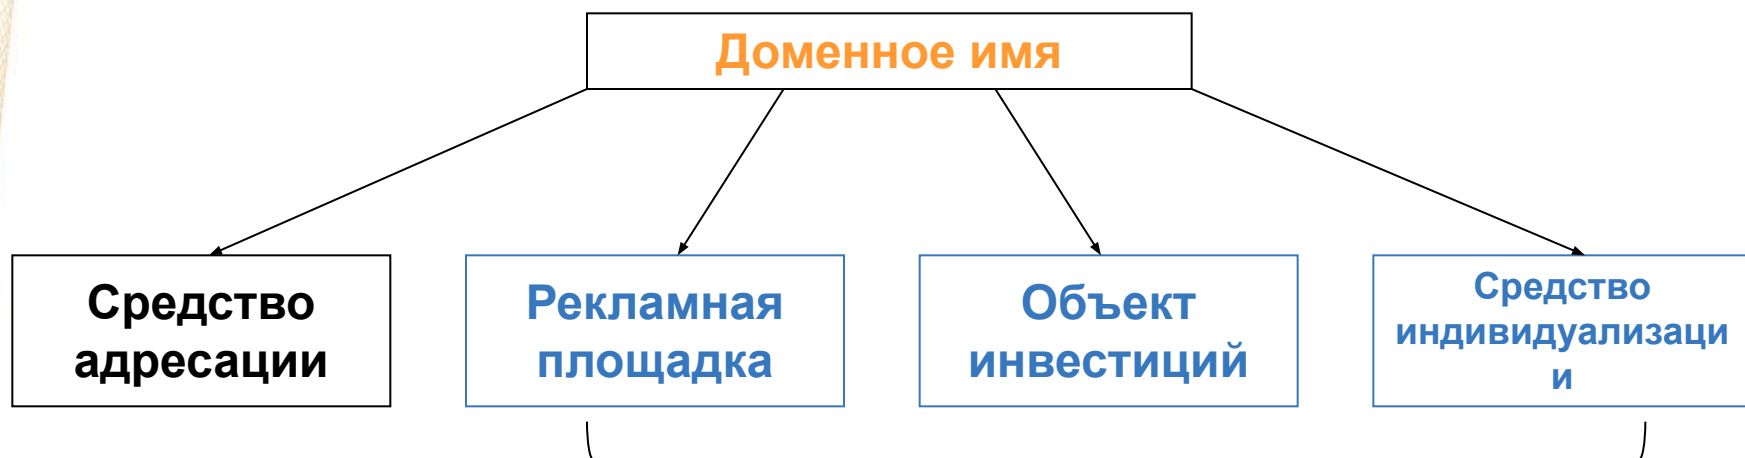 Доменное имя
Средство
адресации
Рекламная
площадка
Объект
инвестиций
Средство
индивидуализаци
и